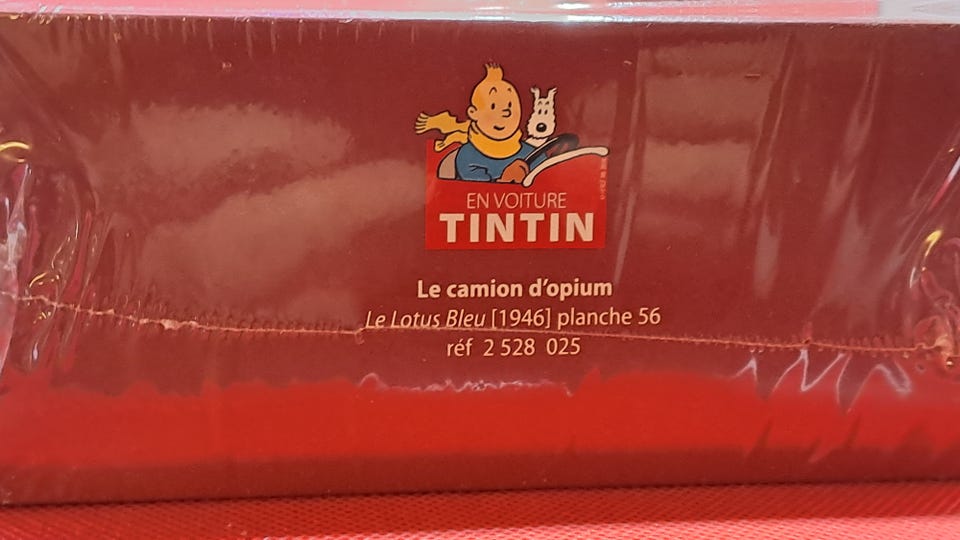 EN VOITURE
TINTIN
Le camion d'opium
Le Lotus Bleu [1946] planche 56
réf 2 528 025